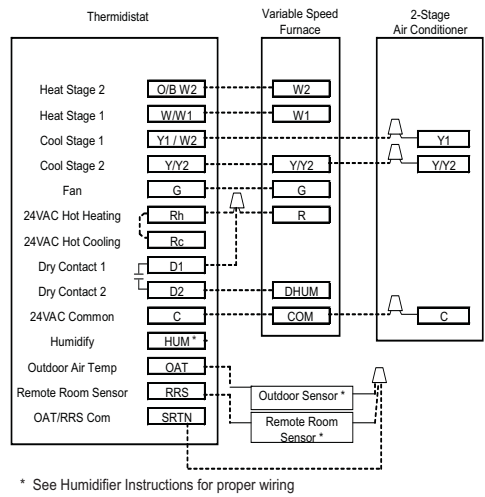 Thermidistat
Variable Speed
Furnace
2-Stage
Air Conditioner
Heat Stage 2 O/B W2 W2
Heat Stage 1 W/W1 W1
Cool Stage 1 Y1 / W2 Y1
Cool Stage 2 Y/Y2 Y/Y2 Y/Y2
Fan G G
24VAC Hot Heating Rh R
24VAC Hot Cooling Rc
Dry Contact 1 D1
Dry Contact 2 D2 DHUM
24VAC Common C COM C
Humidify HUM *
Outdoor Air Temp OAT
Remote Room Sensor RRS Outdoor Sensor *
OAT/RRS Com SRTN Remote Room
Sensor *
* See Humidifier Instructions for proper wiring